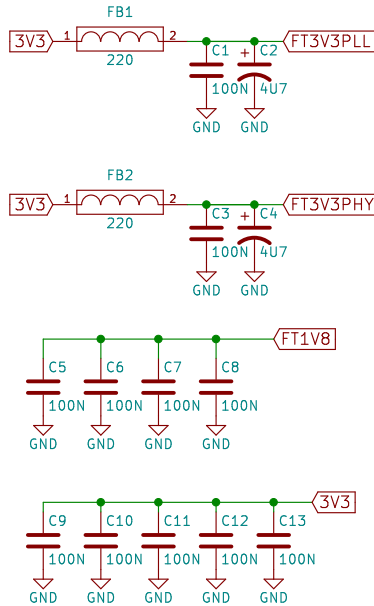 FB1
3V3 1 2 FT3V3PLL
220
C1 + C2
100N 4U7
GND GND
FB2
3V3 1 2 FT3V3PHY
220
C3 + C4
100N 4U7
GND GND
FT1V8
C5 C6 C7 C8
100N 100N 100N 100N
GND GND GND GND
3V3
C9 C10 C11 C12 C13
100N 100N 100N 100N 100N
GND GND GND GND GND